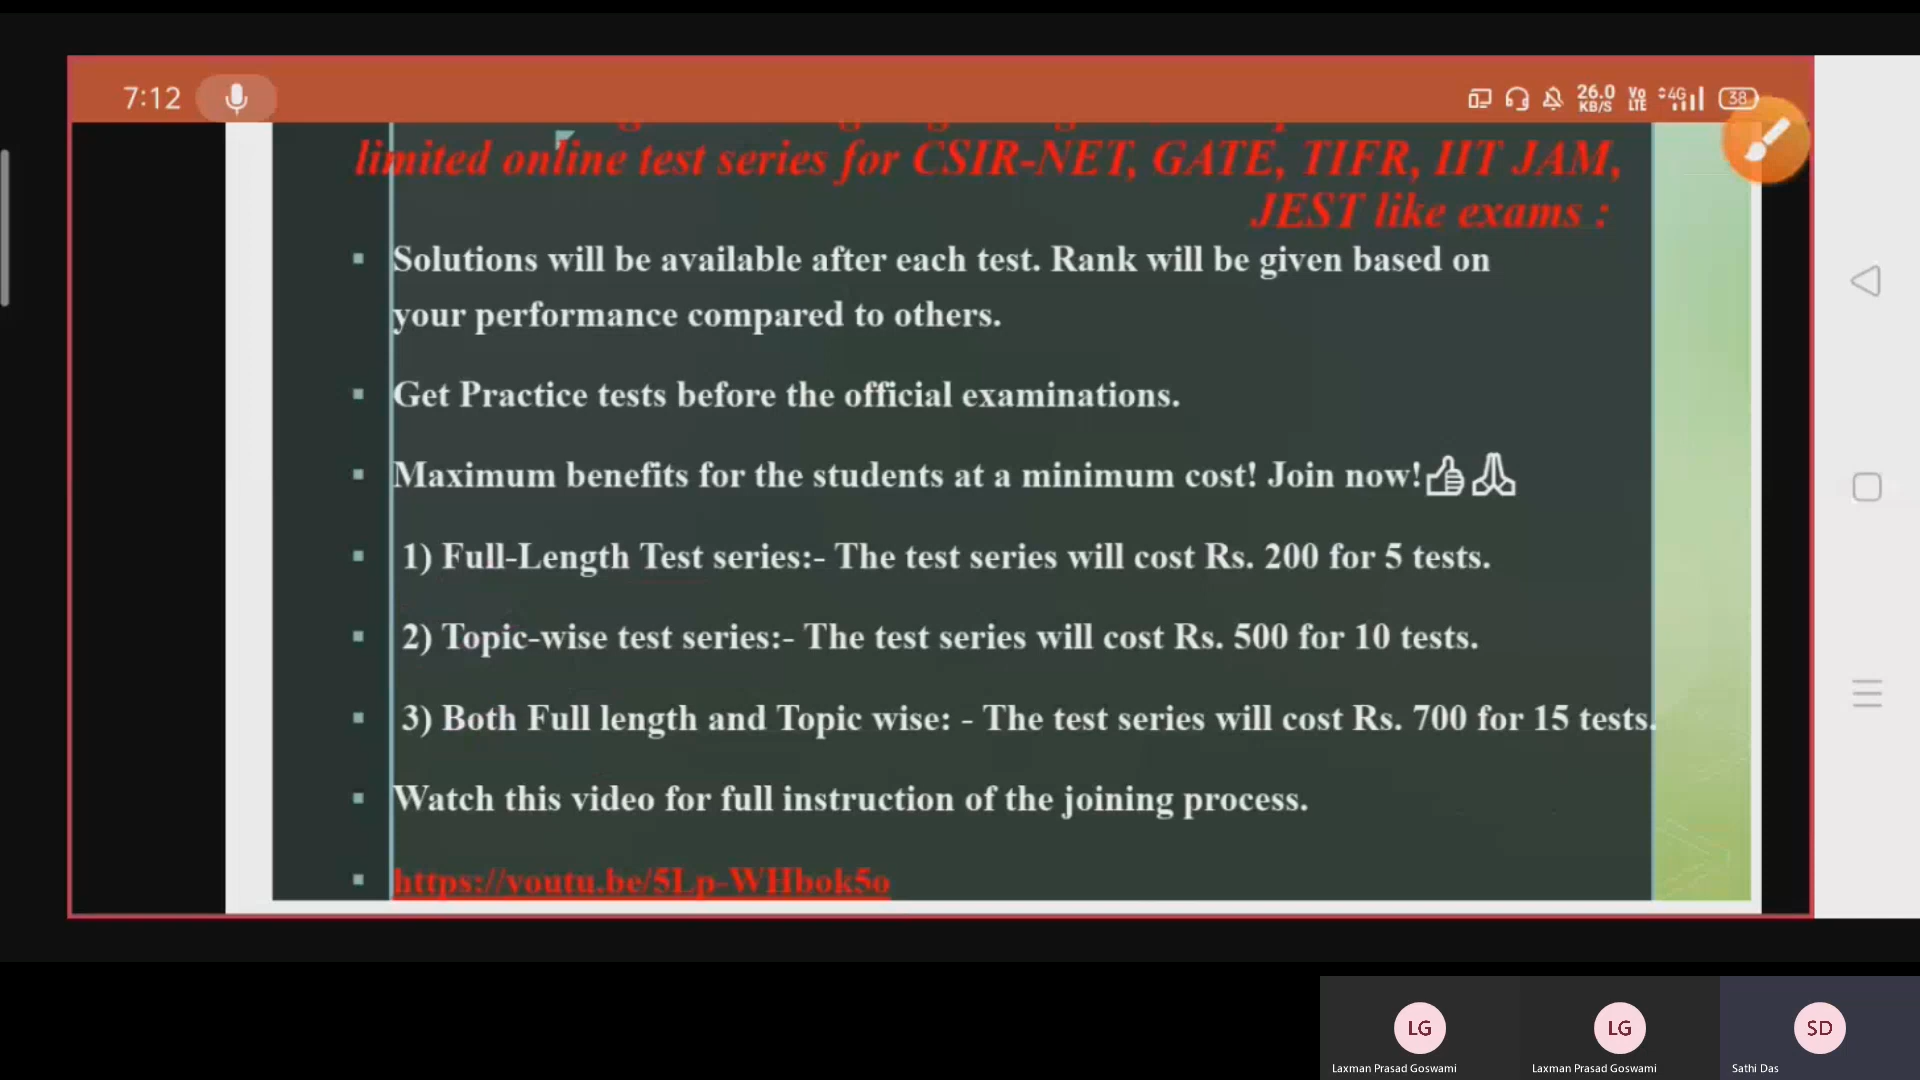 7:12
26.0
KB/S
Vo
LTE
4G
38
limited online test series for CSIR-NET, GATE, TIFR, IIT JAM,
JEST like exams :
▪ Solutions will be available after each test. Rank will be given based on
your performance compared to others.
▪ Get Practice tests before the official examinations.
▪ Maximum benefits for the students at a minimum cost! Join now!👍🙏
▪ 1) Full-Length Test series:- The test series will cost Rs. 200 for 5 tests.
▪ 2) Topic-wise test series:- The test series will cost Rs. 500 for 10 tests.
▪ 3) Both Full length and Topic wise: - The test series will cost Rs. 700 for 15 tests.
▪ Watch this video for full instruction of the joining process.
▪ https://youtu.be/5Lp-WHbok5o
LG
Laxman Prasad Goswami
LG
Laxman Prasad Goswami
SD
Sathi Das